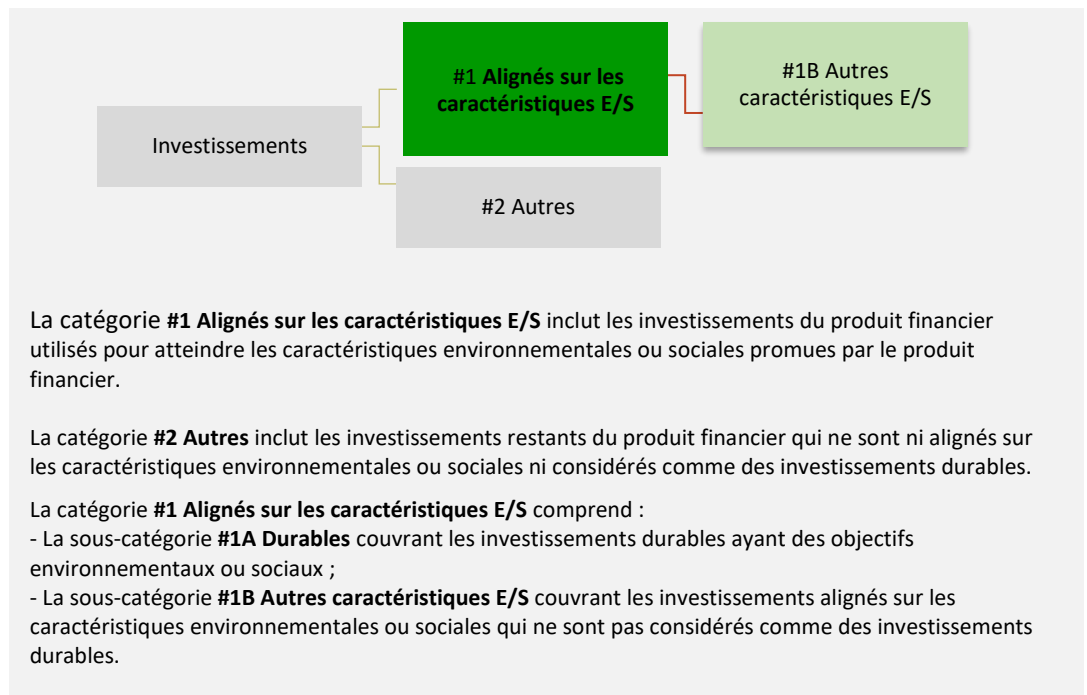 #1 Alignés sur les
caractéristiques E/S
#1B Autres
caractéristiques E/S
Investissements
#2 Autres
La catégorie #1 Alignés sur les caractéristiques E/S inclut les investissements du produit financier
utilisés pour atteindre les caractéristiques environnementales ou sociales promues par le produit
financier.
La catégorie #2 Autres inclut les investissements restants du produit financier qui ne sont ni alignés sur
les caractéristiques environnementales ou sociales ni considérés comme des investissements durables.
La catégorie #1 Alignés sur les caractéristiques E/S comprend :
- La sous-catégorie #1A Durables couvrant les investissements durables ayant des objectifs
environnementaux ou sociaux ;
- La sous-catégorie #1B Autres caractéristiques E/S couvrant les investissements alignés sur les
caractéristiques environnementales ou sociales qui ne sont pas considérés comme des investissements
durables.